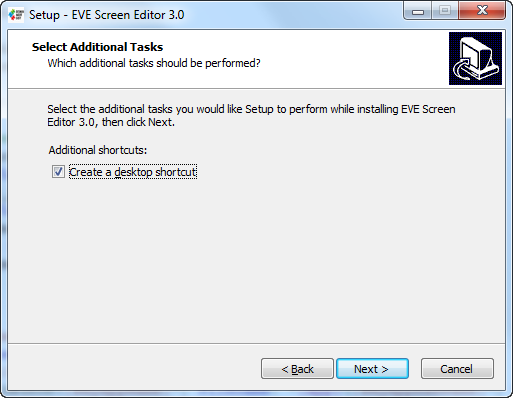 Setup - EVE Screen Editor 3.0
Select Additional Tasks
Which additional tasks should be performed?
Select the additional tasks you would like Setup to perform while installing EVE Screen
Editor 3.0, then click Next.
Additional shortcuts:
Create a desktop shortcut
< Back Next > Cancel